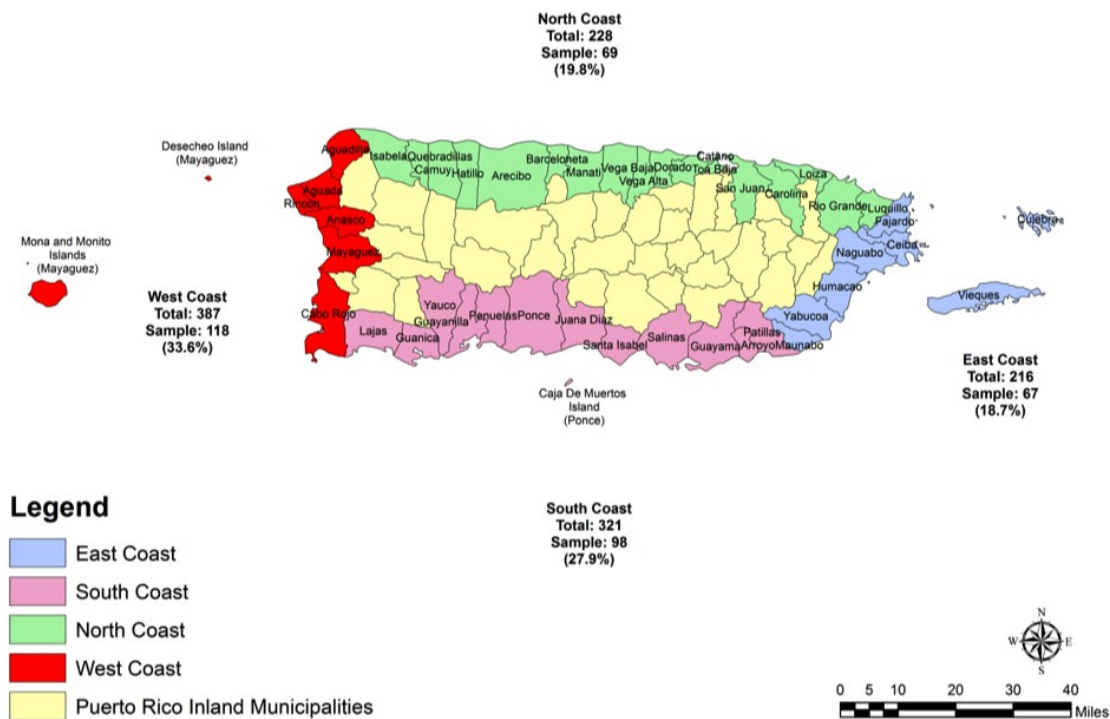 North Coast
Total: 228
Sample: 69
(19.8%)
Desecheo Island
(Mayaguez)
Mona and Monito
Islands
(Mayaguez)
Aguadilla
Isabela
Quebradillas
Camuy
Hatillo
Arecibo
Barceloneta
Manati
Vega Baja
Vega Alta
Dorado
Catano
Toa Baja
San Juan
Carolina
Loiza
Rio Grande
Luquillo
Fajardo
Culebra
Ceiba
Naguabo
Humacao
Vieques
Yabucoa
Aguada
Rincon
Anasco
Mayaguez
Cabo Rojo
Lajas
Guanica
Yauco
Guayanilla
Penuelas
Ponce
Juana Diaz
Santa Isabel
Salinas
Guayama
Patillas
Arroyo
Maunabo
West Coast
Total: 387
Sample: 118
(33.6%)
East Coast
Total: 216
Sample: 67
(18.7%)
Caja De Muertos
Island
(Ponce)
South Coast
Total: 321
Sample: 98
(27.9%)
Legend
East Coast
South Coast
North Coast
West Coast
Puerto Rico Inland Municipalities
N
W
E
S
0 5 10 20 30 40
Miles